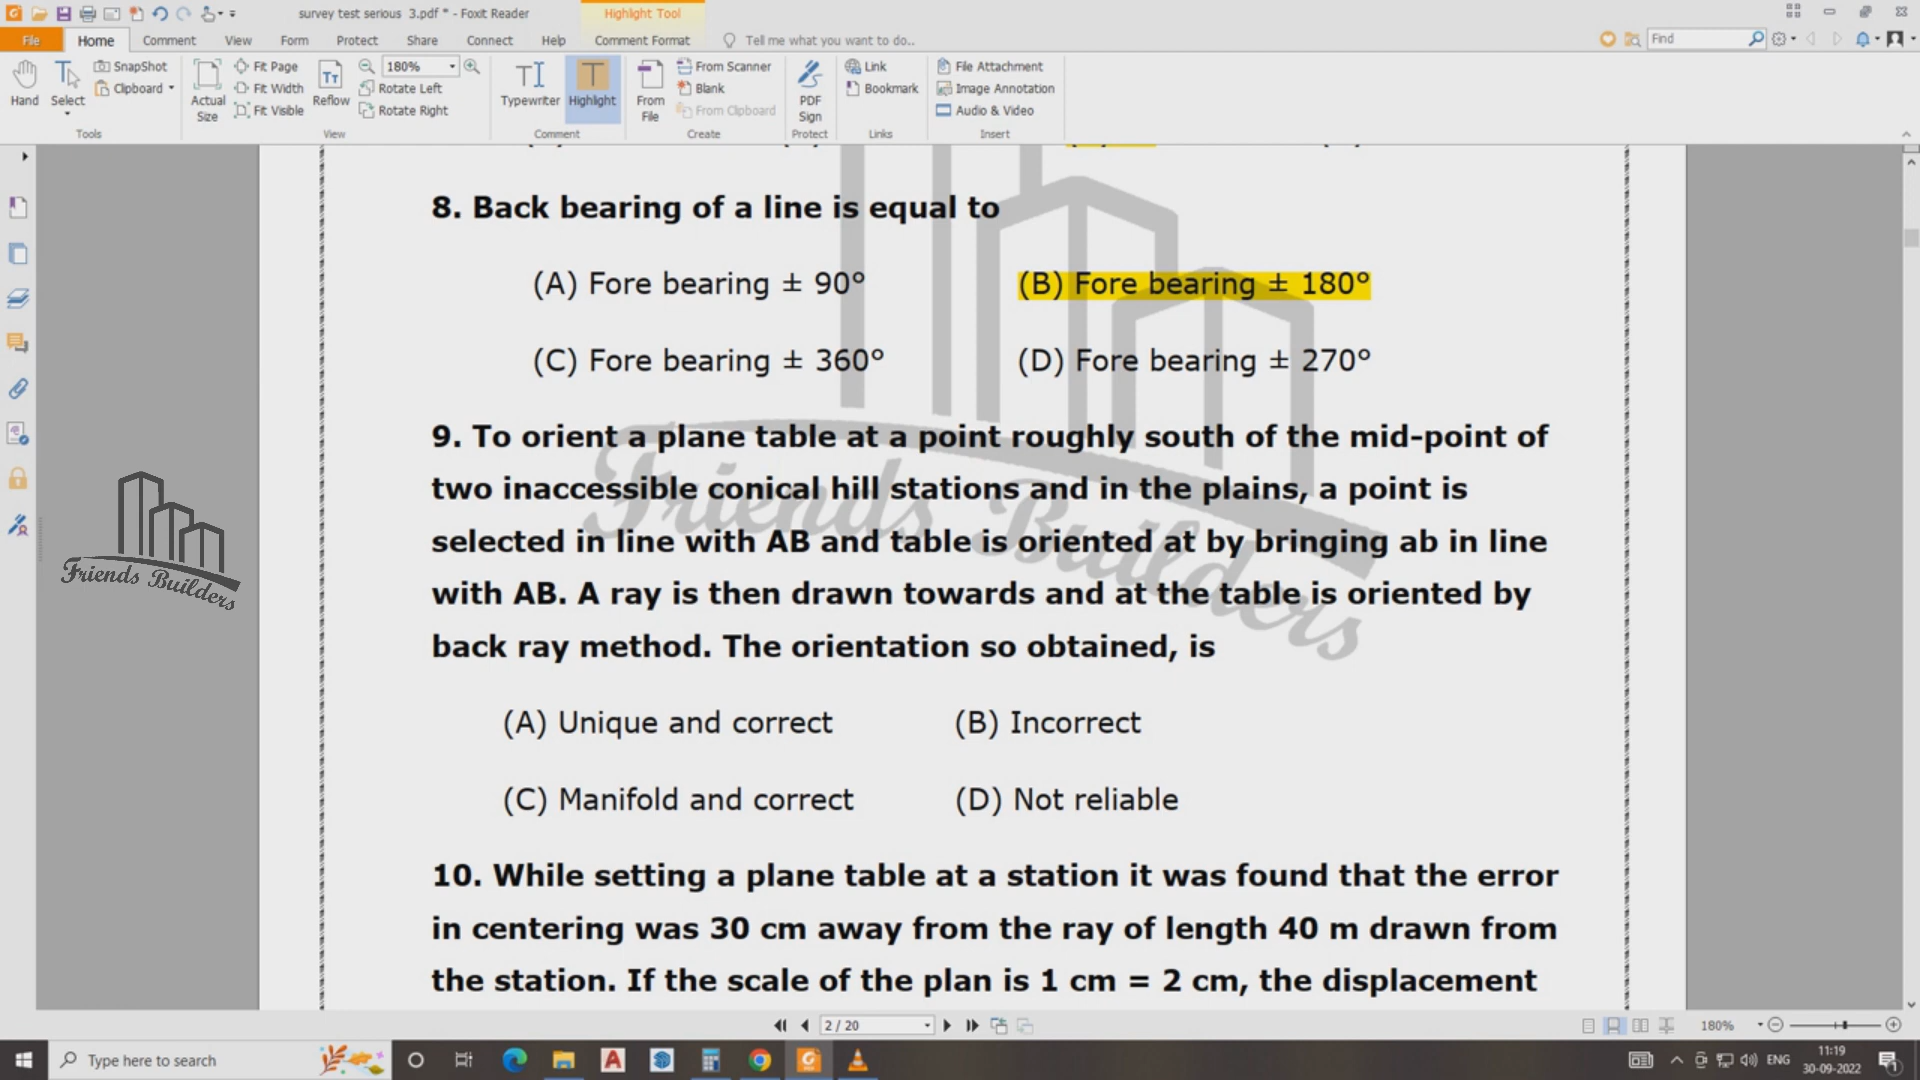 survey test serious  3.pdf * - Foxit Reader
Highlight Tool
File
Home
Comment
View
Form
Protect
Share
Connect
Help
Comment Format
Tell me what you want to do..
Find
Hand
Select
SnapShot
Clipboard
Actual Size
Fit Page
Fit Width
Fit Visible
Reflow
180%
Rotate Left
Rotate Right
Typewriter
Highlight
From File
From Scanner
Blank
From Clipboard
PDF Sign
Link
Bookmark
File Attachment
Image Annotation
Audio & Video
Tools
View
Comment
Create
Protect
Links
Insert
8. Back bearing of a line is equal to
(A) Fore bearing ± 90° (B) Fore bearing ± 180°
(C) Fore bearing ± 360° (D) Fore bearing ± 270°
9. To orient a plane table at a point roughly south of the mid-point of
two inaccessible conical hill stations and in the plains, a point is
selected in line with AB and table is oriented at by bringing ab in line
with AB. A ray is then drawn towards and at the table is oriented by
back ray method. The orientation so obtained, is
(A) Unique and correct (B) Incorrect
(C) Manifold and correct (D) Not reliable
10. While setting a plane table at a station it was found that the error
in centering was 30 cm away from the ray of length 40 m drawn from
the station. If the scale of the plan is 1 cm = 2 cm, the displacement
Friends Builders
Friends Builders
2 / 20
180%
Type here to search
ENG
11:19
30-09-2022